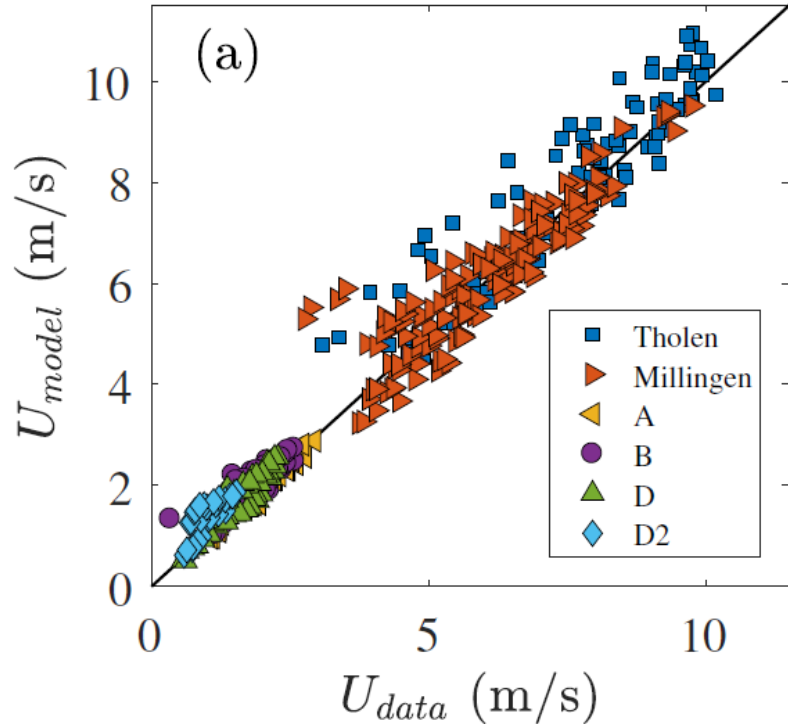 (a)
10
8
6
4
2
0
0
5
10
U_model (m/s)
U_data (m/s)
Tholen
Millingen
A
B
D
D2